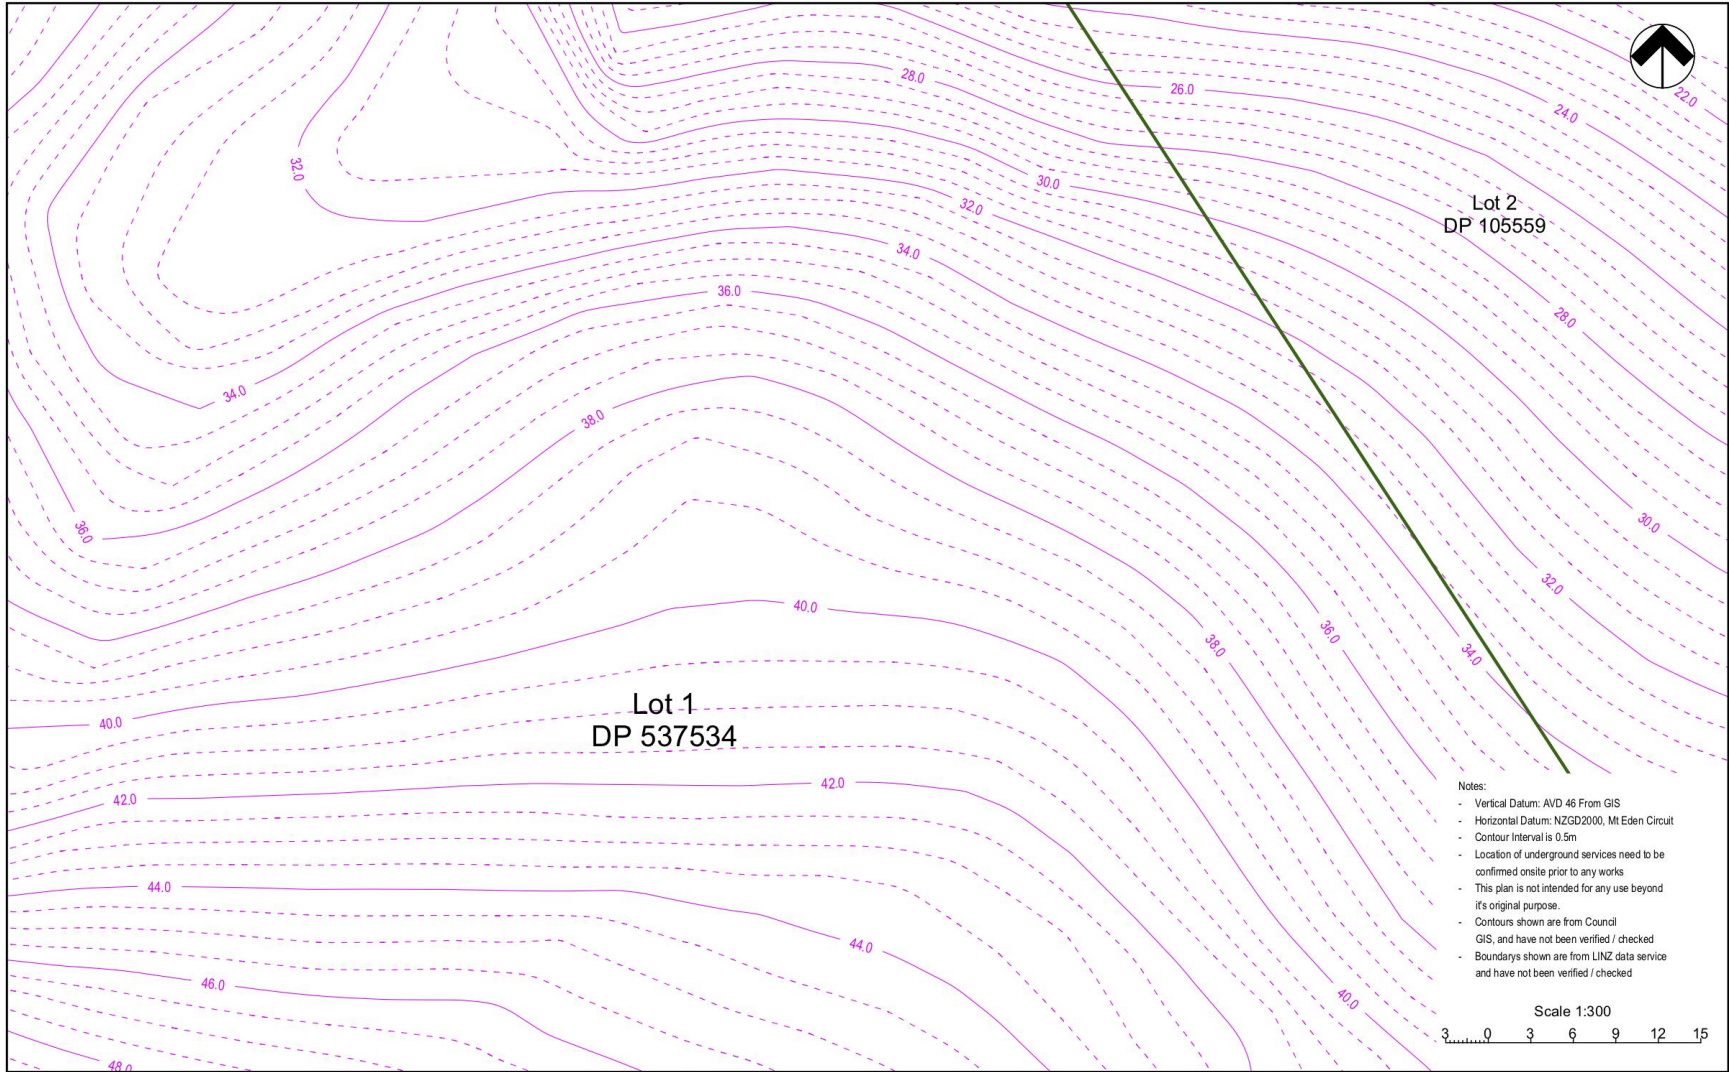 28.0
26.0
22.0
24.0
32.0
30.0
32.0
Lot 2
DP 105559
34.0
36.0
28.0
34.0
38.0
36.0
30.0
32.0
40.0
36.0
38.0
34.0
Lot 1
DP 537534
40.0
42.0
42.0
44.0
44.0
46.0
40.0
48.0
Notes:
- Vertical Datum: AVD 46 From GIS
- Horizontal Datum: NZGD2000, Mt Eden Circuit
- Contour Interval is 0.5m
- Location of underground services need to be
confirmed onsite prior to any works
- This plan is not intended for any use beyond
it's original purpose.
- Contours shown are from Council
GIS, and have not been verified / checked
- Boundarys shown are from LINZ data service
and have not been verified / checked
Scale 1:300
3 0 3 6 9 12 15